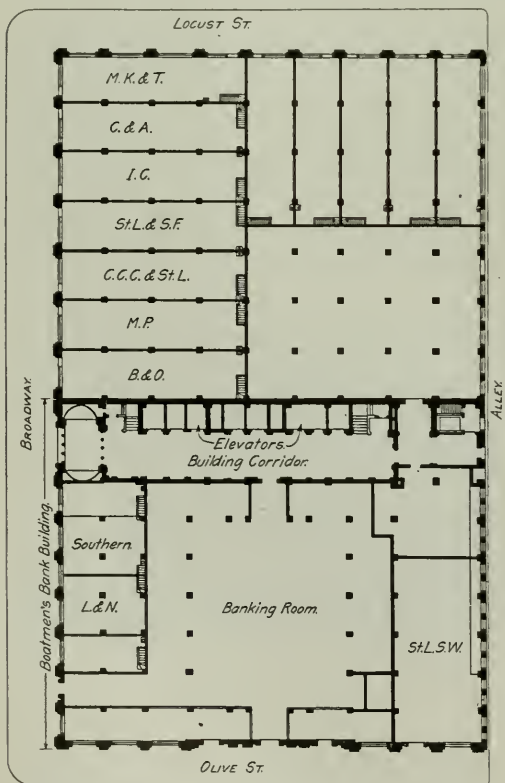 LOCUST ST.
M.K.& T.
C.& A.
I.C.
St.L.& S.F.
C.C.C.& St.L.
M.P.
B.& O.
BROADWAY.
ALLEY.
Elevators.
Building Corridor.
Boatmen's Bank Building.
Southern.
L.& N.
Banking Room.
St.L.S.W.
OLIVE ST.